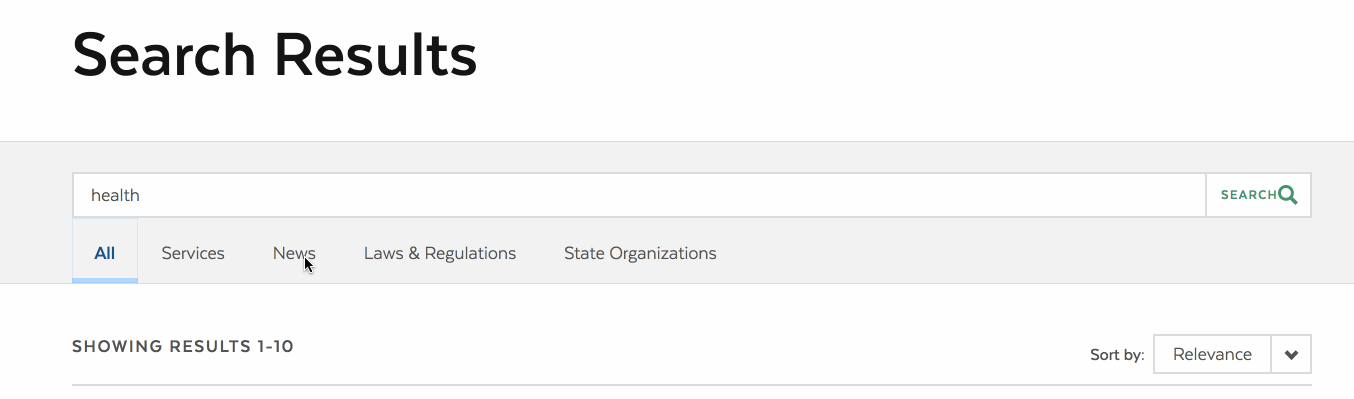 Search Results
health
SEARCH
All Services News Laws & Regulations State Organizations
SHOWING RESULTS 1-10
Sort by: Relevance